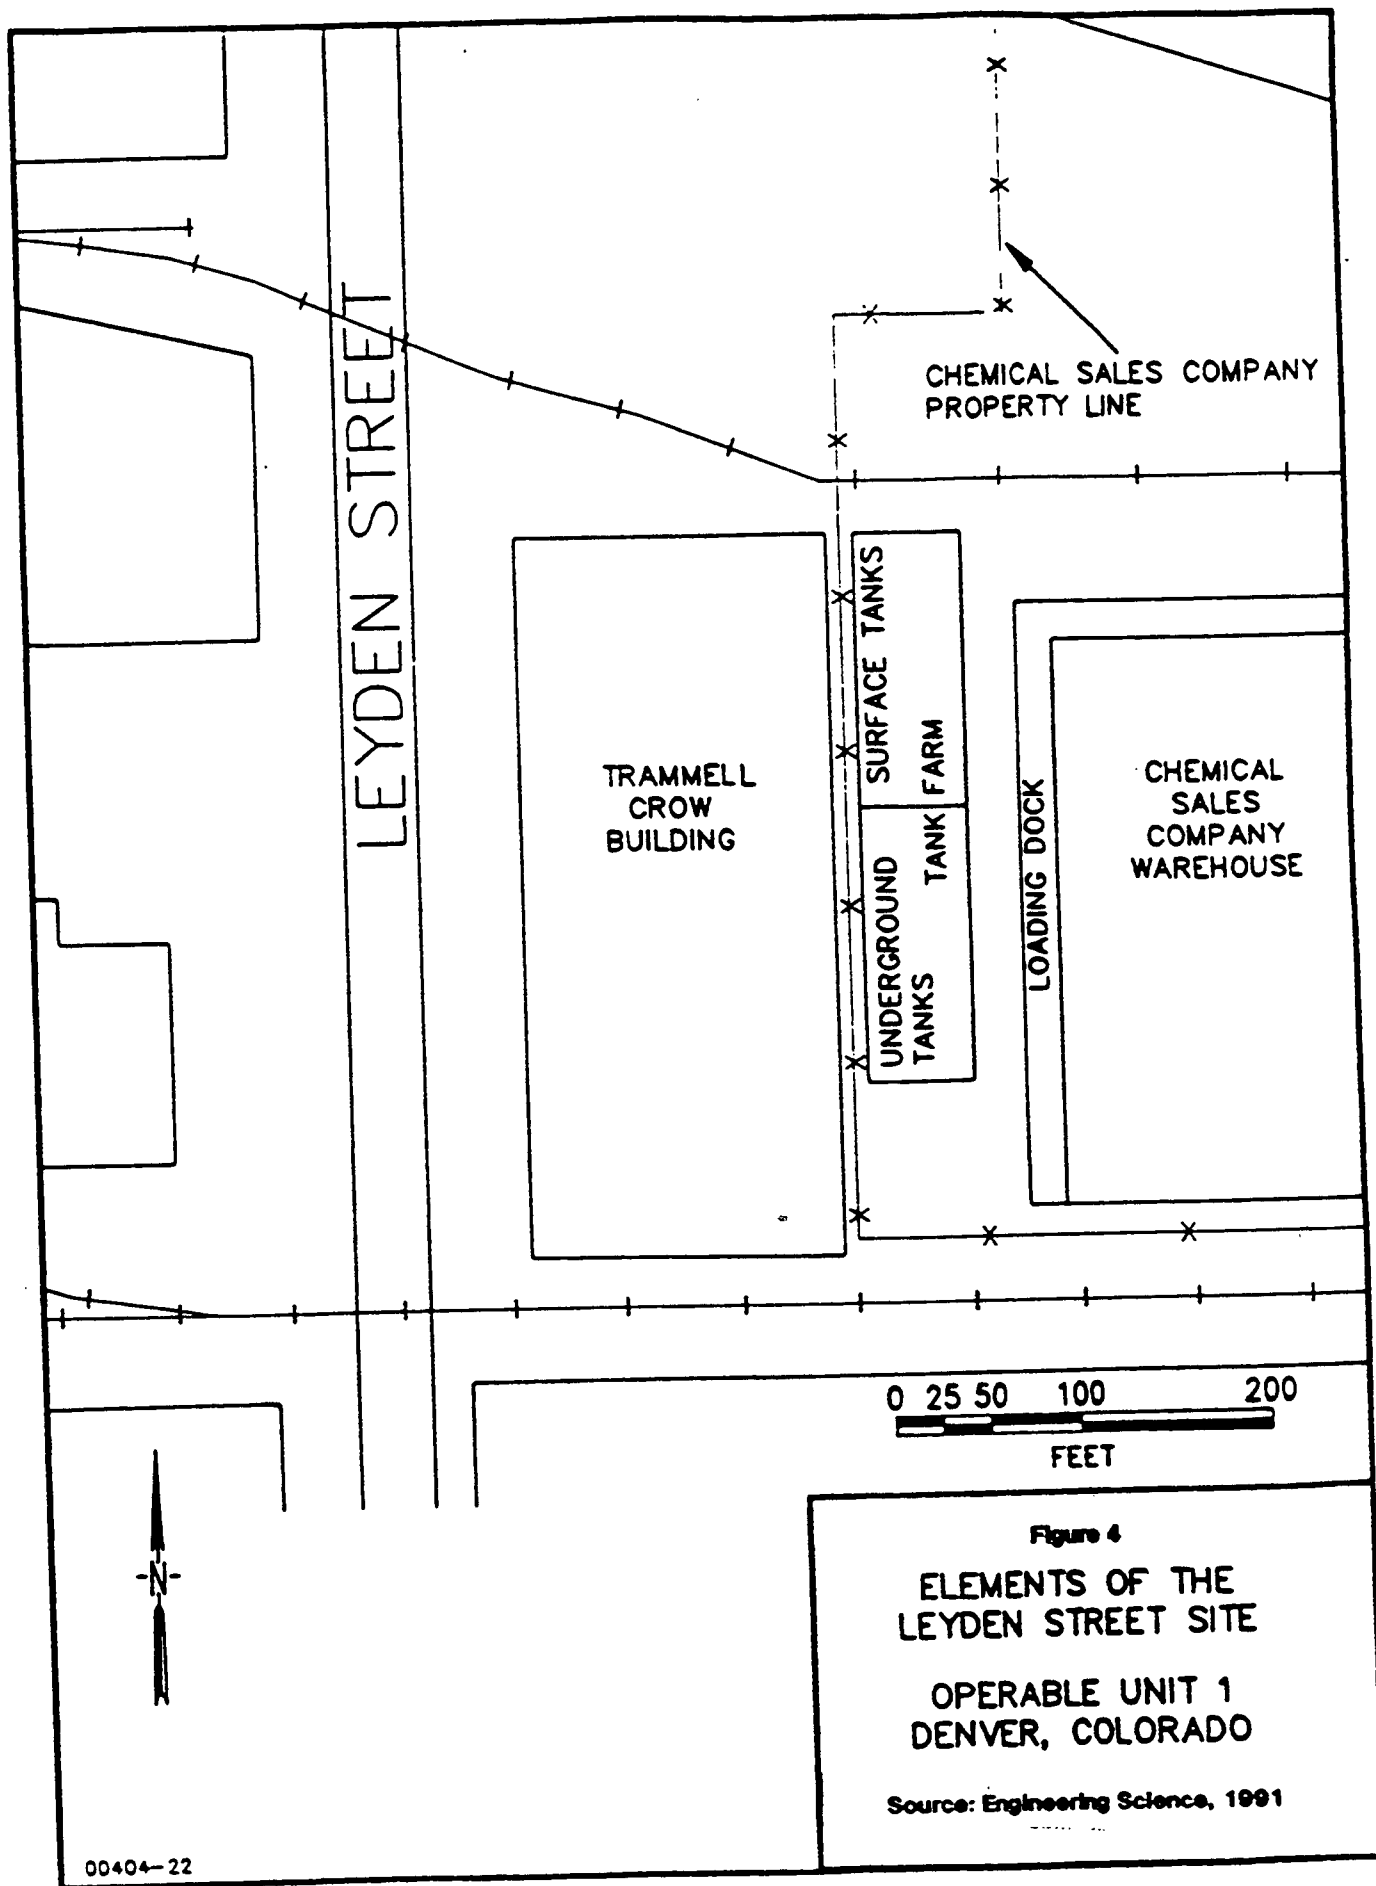 LEYDEN STREET
CHEMICAL SALES COMPANY
PROPERTY LINE
TRAMMELL
CROW
BUILDING
SURFACE TANKS
UNDERGROUND
TANKS
TANK FARM
LOADING DOCK
CHEMICAL
SALES
COMPANY
WAREHOUSE
0 25 50 100 200
FEET
-N-
Figure 4
ELEMENTS OF THE
LEYDEN STREET SITE
OPERABLE UNIT 1
DENVER, COLORADO
Source: Engineering Science, 1991
00404-22